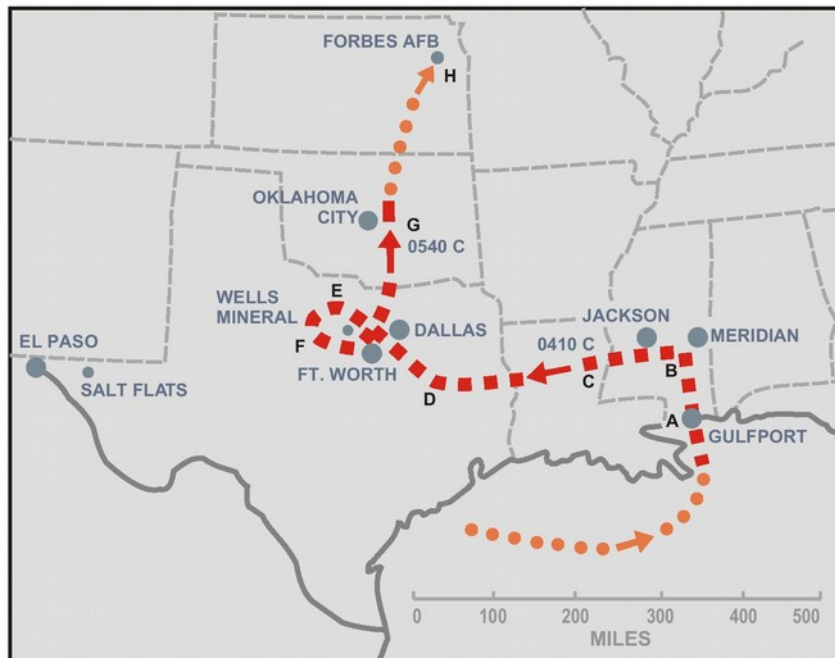 FORBES AFB
H
OKLAHOMA
CITY
G
0540 C
WELLS
MINERAL
E
F
DALLAS
FT. WORTH
EL PASO
SALT FLATS
JACKSON
MERIDIAN
0410 C
B
C
D
A
GULFPORT
0 100 200 300 400 500
MILES